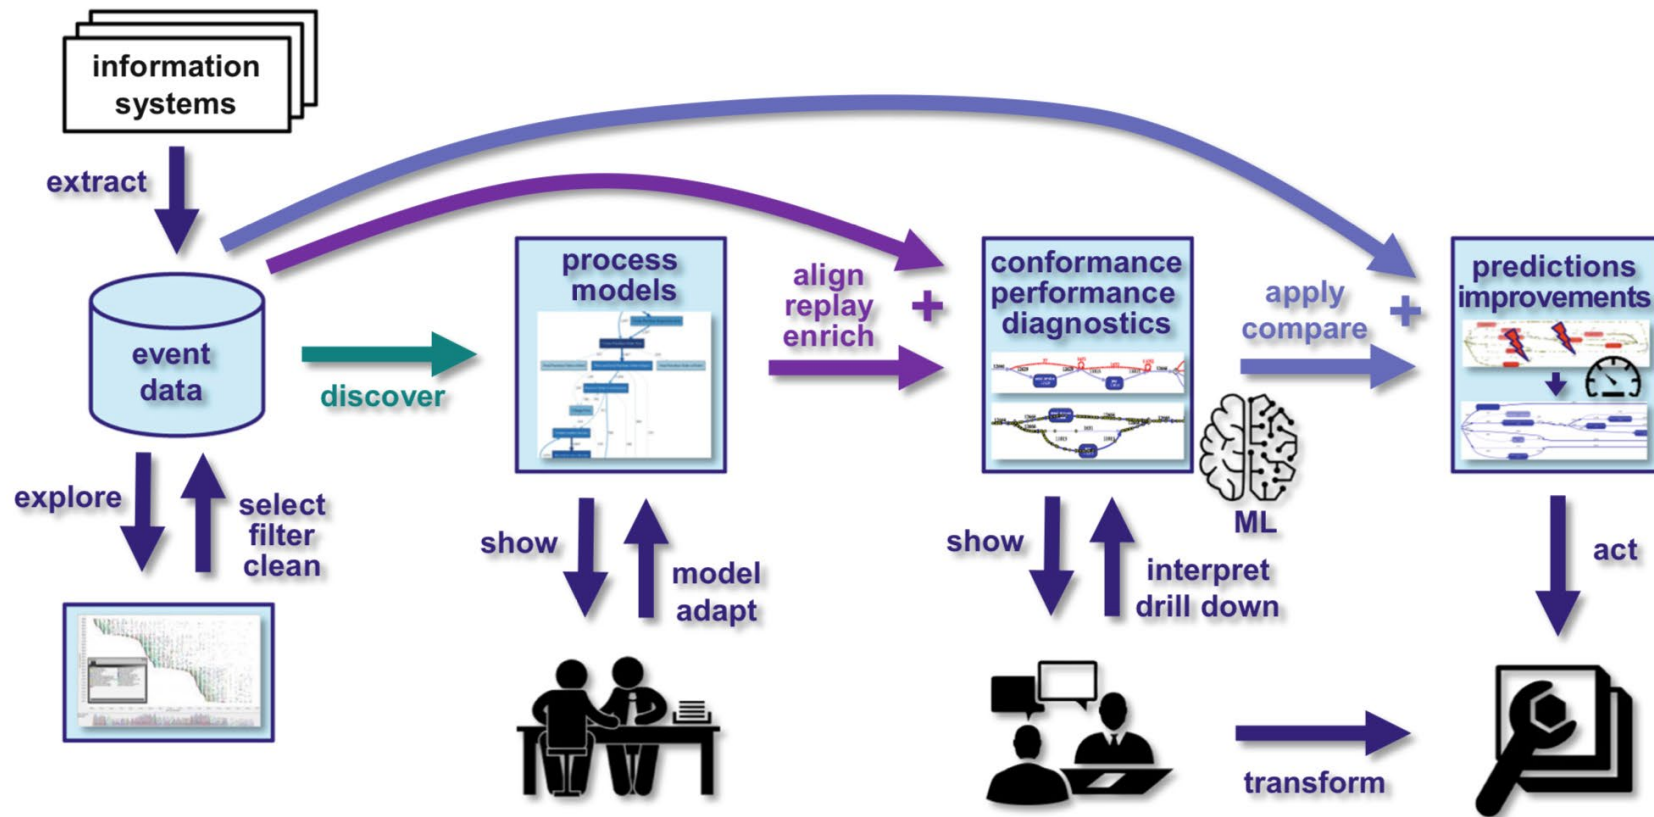 information
systems
extract
event
data
explore
select
filter
clean
discover
process
models
show
model
adapt
align
replay
enrich
+
conformance
performance
diagnostics
ML
show
interpret
drill down
apply
compare
+
predictions
improvements
act
transform